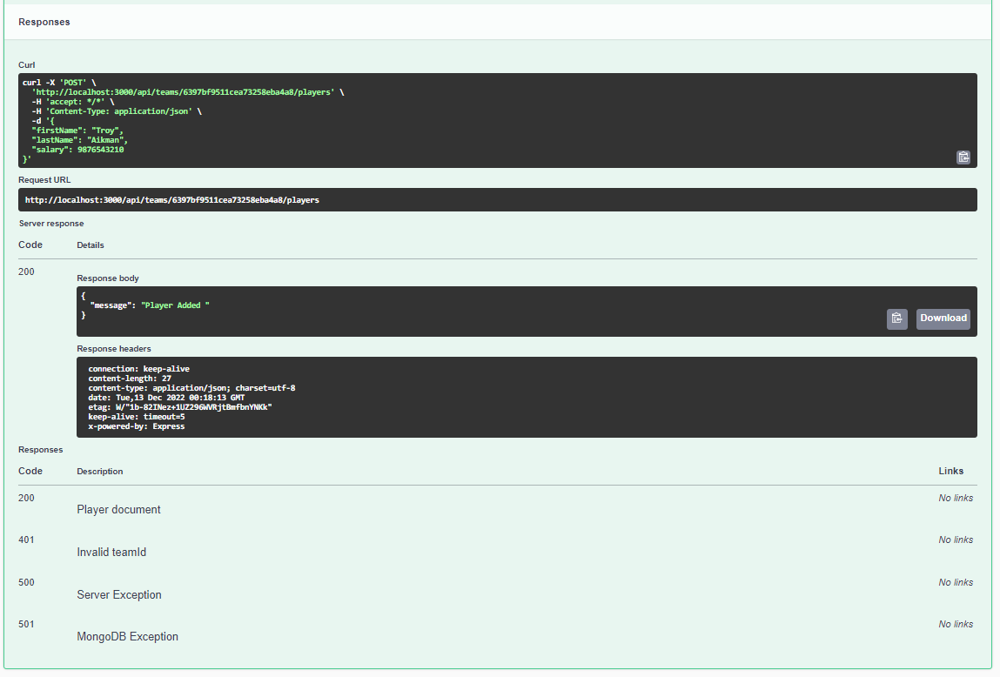 Responses
Curl
curl -X 'POST' \
'http://localhost:3000/api/teams/6397bf9511cea73258eba4a8/players' \
-H 'accept: */*' \
-H 'Content-Type: application/json' \
-d '{
"firstName": "Troy",
"lastName": "Aikman",
"salary": 9876543210
}'
Request URL
http://localhost:3000/api/teams/6397bf9511cea73258eba4a8/players
Server response
Code Details
200
Response body
{
"message": "Player Added "
}
Download
Response headers
connection: keep-alive
content-length: 27
content-type: application/json; charset=utf-8
date: Tue,13 Dec 2022 00:18:13 GMT
etag: W/"1b-82INez+1UZ296WVRjtBmfbnYNKk"
keep-alive: timeout=5
x-powered-by: Express
Responses
Code Description Links
200 No links
Player document
401 No links
Invalid teamId
500 No links
Server Exception
501 No links
MongoDB Exception